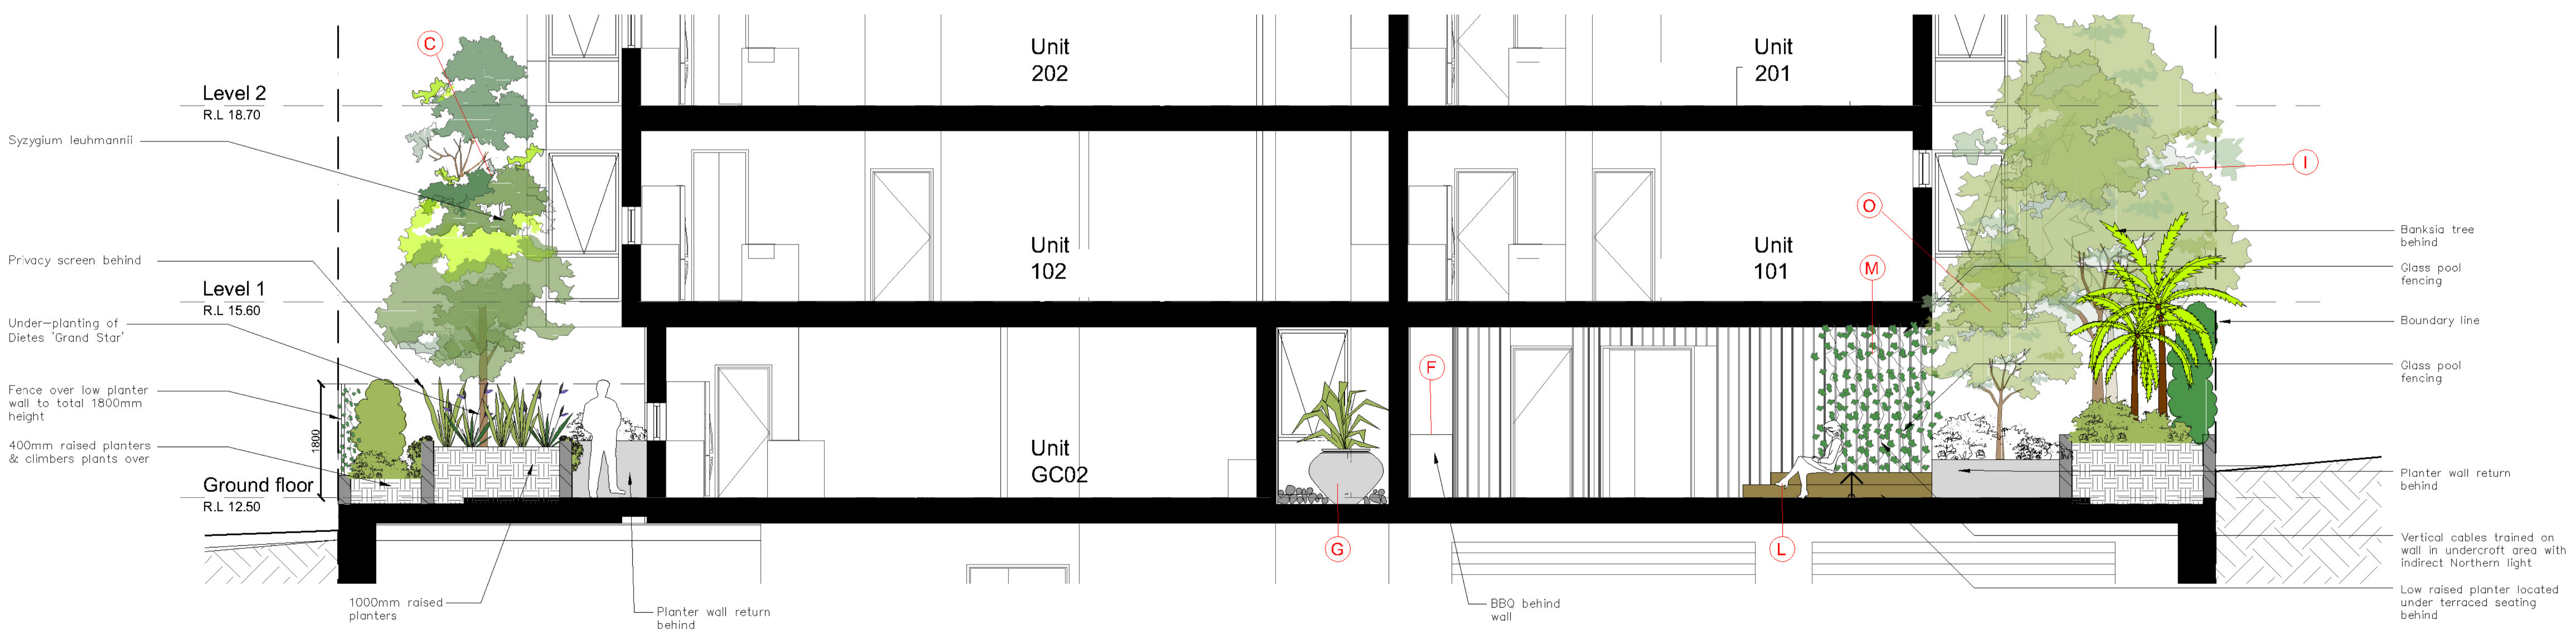 C
Unit
202
Unit
201
Level 2
R.L 18.70
Syzygium leuhmannii
I
O
Banksia tree
behind
Unit
102
Unit
101
Privacy screen behind
M
Glass pool
fencing
Level 1
R.L 15.60
Under-planting of
Dietes 'Grand Star'
Boundary line
F
Glass pool
fencing
Fence over low planter
wall to total 1800mm
height
1800
400mm raised planters
& climbers plants over
Unit
GC02
Ground floor
R.L 12.50
Planter wall return
behind
G
L
Vertical cables trained on
wall in undercroft area with
indirect Northern light
1000mm raised
planters
Planter wall return
behind
BBQ behind
wall
Low raised planter located
under terraced seating
behind